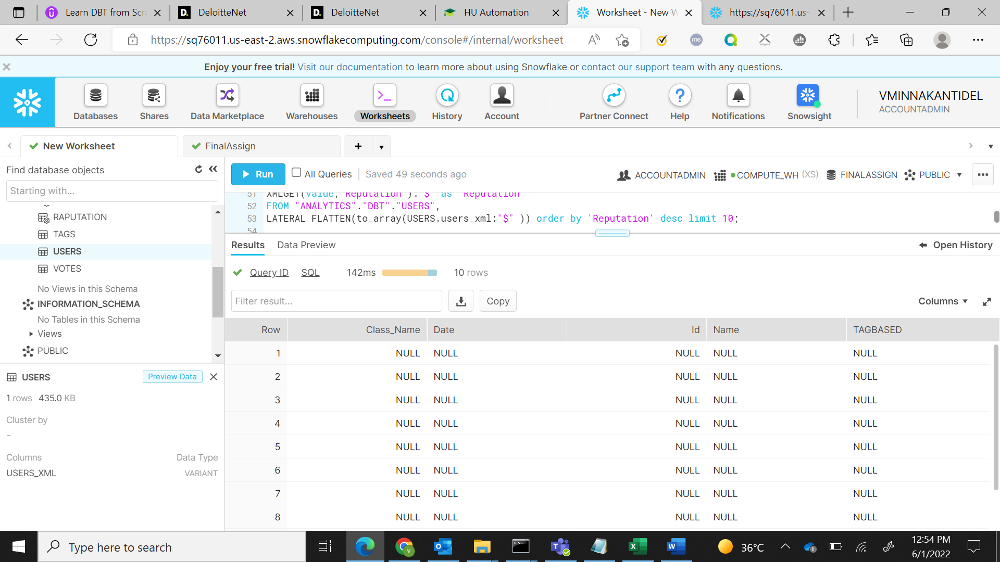 Learn DBT from Scra
DeloitteNet
DeloitteNet
HU Automation
Worksheet - New W
https://sq76011.us-
https://sq76011.us-east-2.aws.snowflakecomputing.com/console#/internal/worksheet
Enjoy your free trial! Visit our documentation to learn more about using Snowflake or contact our support team with any questions.
Databases
Shares
Data Marketplace
Warehouses
Worksheets
History
Account
Partner Connect
Help
Notifications
Snowsight
VMINNAKANTIDEL
ACCOUNTADMIN
New Worksheet
FinalAssign
Find database objects
Starting with...
RAPUTATION
TAGS
USERS
VOTES
No Views in this Schema
INFORMATION_SCHEMA
No Tables in this Schema
Views
PUBLIC
USERS
Preview Data
1 rows 435.0 KB
Cluster by
-
Columns Data Type
USERS_XML VARIANT
Run
All Queries
Saved 49 seconds ago
ACCOUNTADMIN
COMPUTE_WH (XS)
FINALASSIGN
PUBLIC
51 XMLGET(value,'Reputation'):"$" as "Reputation"
52 FROM "ANALYTICS"."DBT"."USERS",
53 LATERAL FLATTEN(to_array(USERS.users_xml:"$" )) order by 'Reputation' desc limit 10;
54
Results
Data Preview
Open History
Query ID SQL 142ms 10 rows
Filter result...
Copy
Columns
Row Class_Name Date Id Name TAGBASED
1 NULL NULL NULL NULL NULL
2 NULL NULL NULL NULL NULL
3 NULL NULL NULL NULL NULL
4 NULL NULL NULL NULL NULL
5 NULL NULL NULL NULL NULL
6 NULL NULL NULL NULL NULL
7 NULL NULL NULL NULL NULL
8 NULL NULL NULL NULL NULL
Type here to search
36°C
12:54 PM
6/1/2022